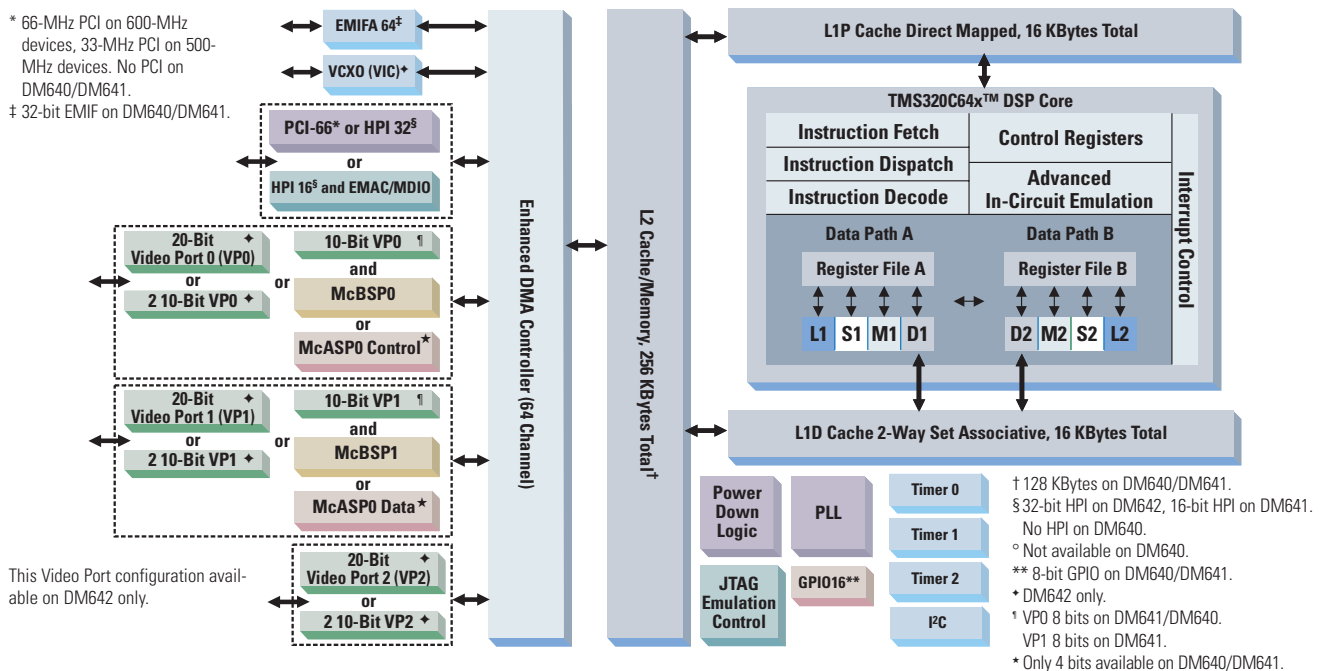 * 66-MHz PCI on 600-MHz
devices, 33-MHz PCI on 500-
MHz devices. No PCI on
DM640/DM641.
‡ 32-bit EMIF on DM640/DM641.
EMIFA 64‡
VCXO (VIC)✦
PCI-66* or HPI 32§
or
HPI 16§ and EMAC/MDIO
20-Bit ✦
Video Port 0 (VP0)
or
2 10-Bit VP0 ✦
or
10-Bit VP0 ¶
and
McBSP0
or
McASP0 Control★
20-Bit ✦
Video Port 1 (VP1)
or
2 10-Bit VP1 ✦
or
10-Bit VP1 ¶
and
McBSP1
or
McASP0 Data★
20-Bit ✦
Video Port 2 (VP2)
or
2 10-Bit VP2 ✦
This Video Port configuration avail-
able on DM642 only.
Enhanced DMA Controller (64 Channel)
L2 Cache/Memory, 256 KBytes Total†
L1P Cache Direct Mapped, 16 KBytes Total
TMS320C64x™ DSP Core
Instruction Fetch
Instruction Dispatch
Instruction Decode
Control Registers
Advanced
In-Circuit Emulation
Interrupt Control
Data Path A
Data Path B
Register File A
Register File B
L1 S1 M1 D1
D2 M2 S2 L2
L1D Cache 2-Way Set Associative, 16 KBytes Total
Power
Down
Logic
PLL
JTAG
Emulation
Control
GPIO16**
Timer 0
Timer 1
Timer 2
I²C
† 128 KBytes on DM640/DM641.
§ 32-bit HPI on DM642, 16-bit HPI on DM641.
No HPI on DM640.
° Not available on DM640.
** 8-bit GPIO on DM640/DM641.
✦ DM642 only.
¶ VP0 8 bits on DM641/DM640.
VP1 8 bits on DM641.
★ Only 4 bits available on DM640/DM641.